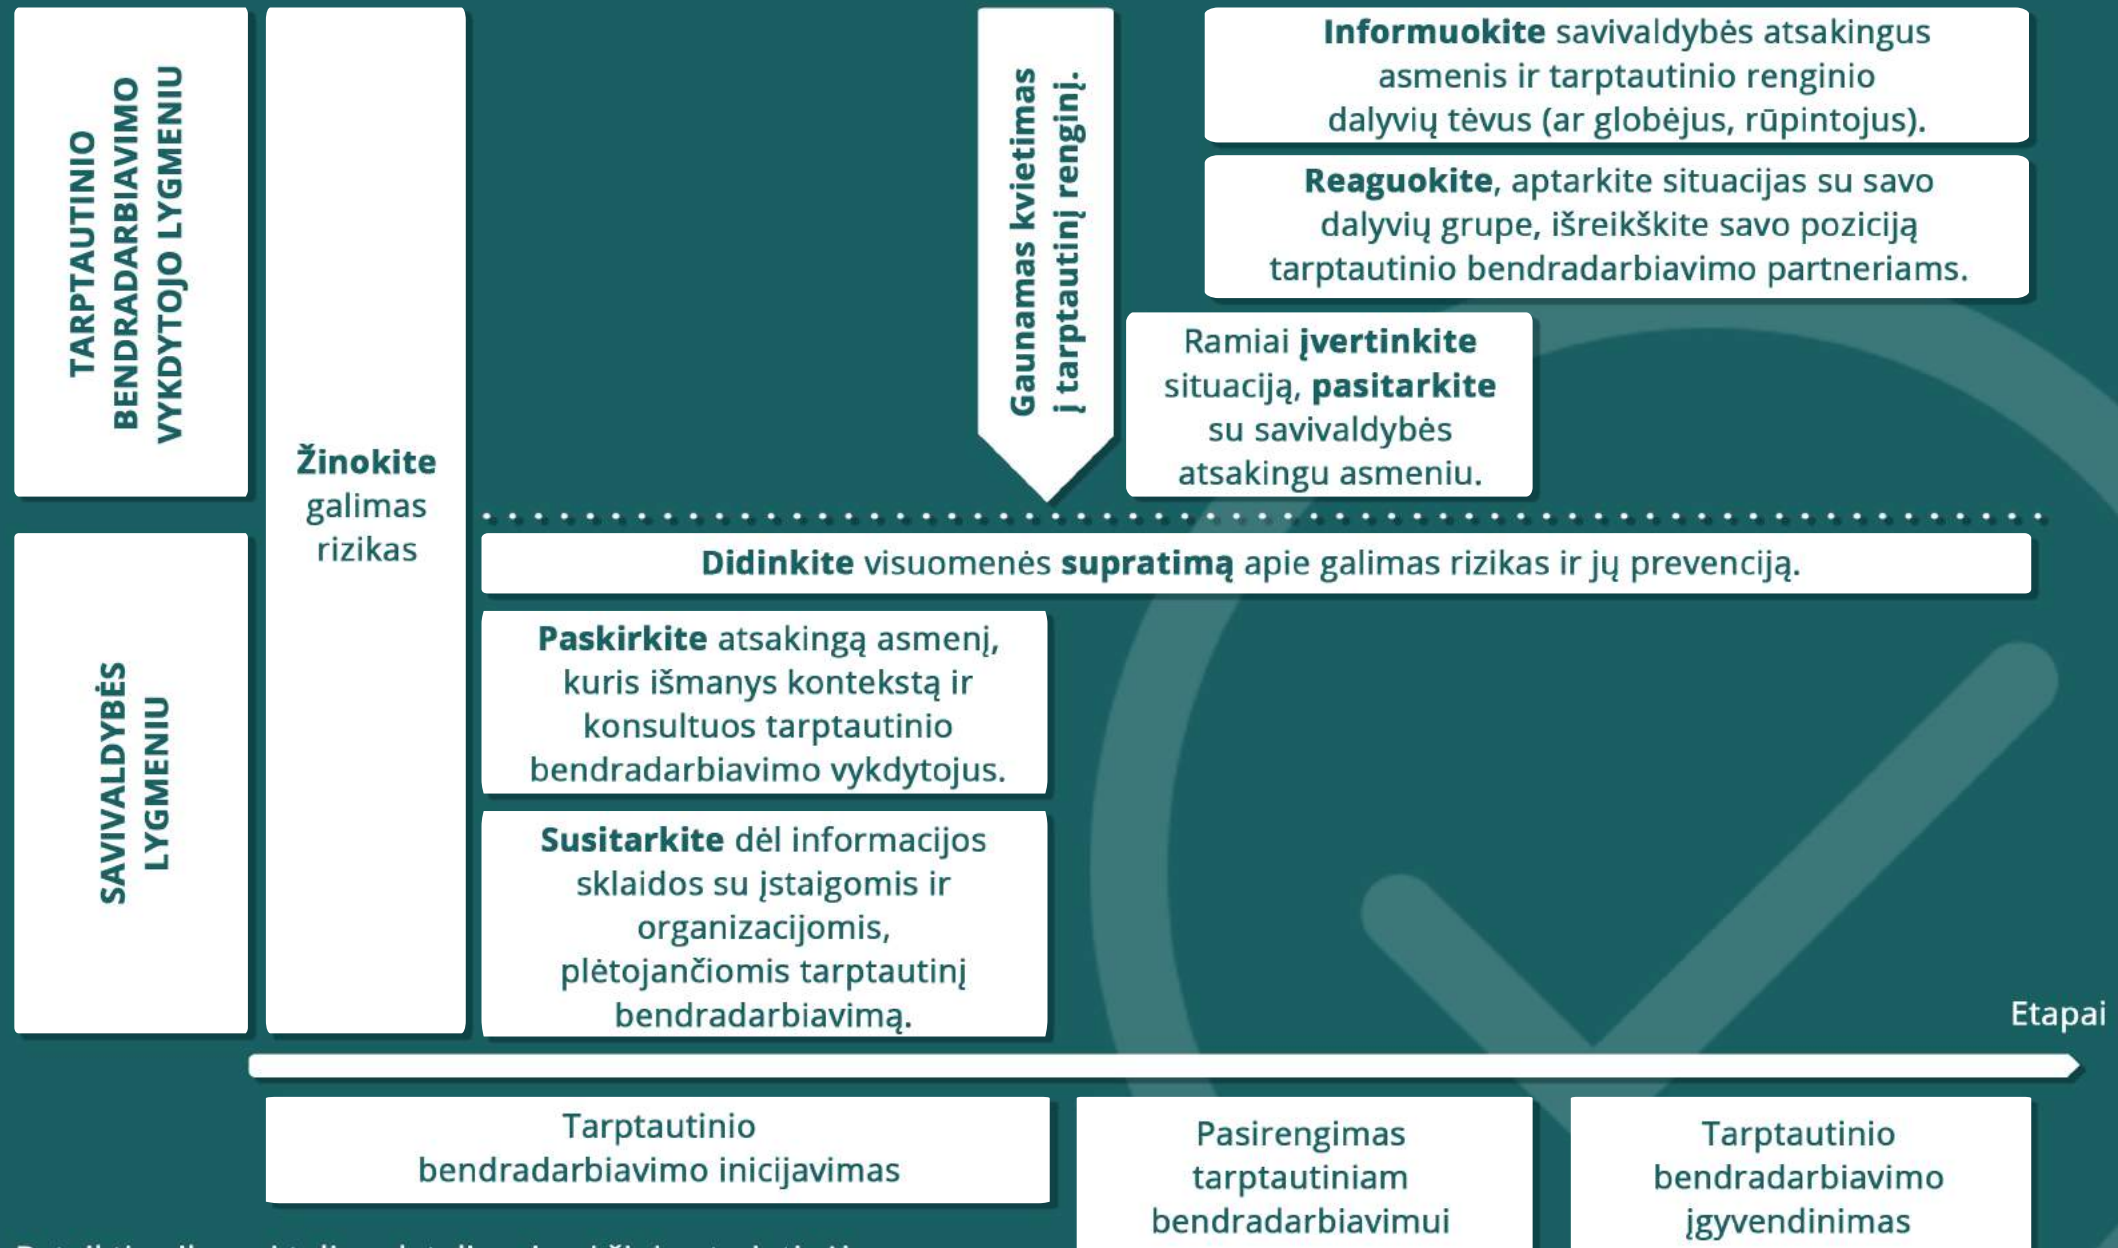 TARPTAUTINIO
BENDRADARBIAVIMO
VYKDYTOJO LYGMENIU
Žinokite
galimas
rizikas
Gaunamas kvietimas
į tarptautinį renginį.
Informuokite savivaldybės atsakingus
asmenis ir tarptautinio renginio
dalyvių tėvus (ar globėjus, rūpintojus).
Reaguokite, aptarkite situacijas su savo
dalyvių grupe, išreikškite savo poziciją
tarptautinio bendradarbiavimo partneriams.
Ramiai įvertinkite
situaciją, pasitarkite
su savivaldybės
atsakingu asmeniu.
SAVIVALDYBĖS
LYGMENIU
Didinkite visuomenės supratimą apie galimas rizikas ir jų prevenciją.
Paskirkite atsakingą asmenį,
kuris išmanys kontekstą ir
konsultuos tarptautinio
bendradarbiavimo vykdytojus.
Susitarkite dėl informacijos
sklaidos su įstaigomis ir
organizacijomis,
plėtojančiomis tarptautinį
bendradarbiavimą.
Etapai
Tarptautinio
bendradarbiavimo inicijavimas
Pasirengimas
tarptautiniam
bendradarbiavimui
Tarptautinio
bendradarbiavimo
įgyvendinimas